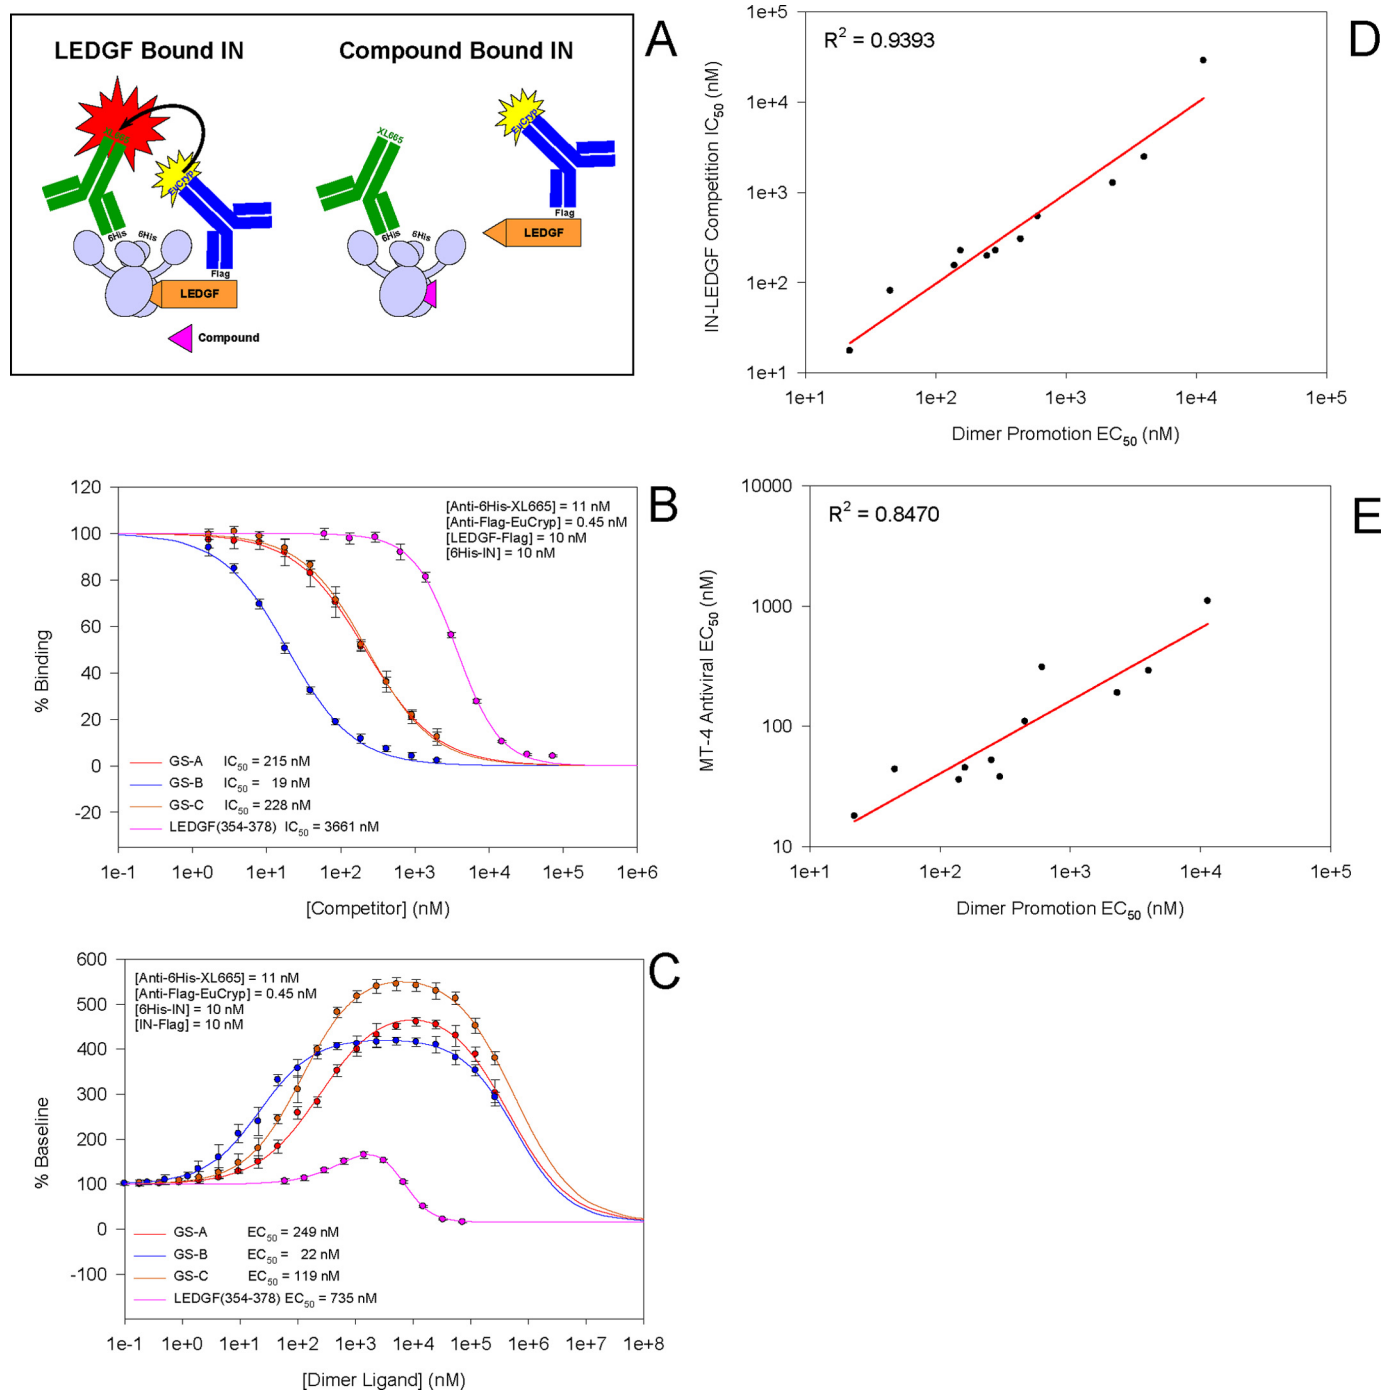 A
LEDGF Bound IN
Compound Bound IN
XL665
EuCryp
6His
6His
Flag
LEDGF
Compound
XL665
EuCryp
6His
6His
Flag
LEDGF
B
120
100
80
60
40
20
0
-20
% Binding
[Anti-6His-XL665] = 11 nM
[Anti-Flag-EuCryp] = 0.45 nM
[LEDGF-Flag] = 10 nM
[6His-IN] = 10 nM
GS-A IC50 = 215 nM
GS-B IC50 = 19 nM
GS-C IC50 = 228 nM
LEDGF(354-378) IC50 = 3661 nM
1e-1 1e+0 1e+1 1e+2 1e+3 1e+4 1e+5 1e+6
[Competitor] (nM)
C
600
500
400
300
200
100
0
-100
% Baseline
[Anti-6His-XL665] = 11 nM
[Anti-Flag-EuCryp] = 0.45 nM
[6His-IN] = 10 nM
[IN-Flag] = 10 nM
GS-A EC50 = 249 nM
GS-B EC50 = 22 nM
GS-C EC50 = 119 nM
LEDGF(354-378) EC50 = 735 nM
1e-1 1e+0 1e+1 1e+2 1e+3 1e+4 1e+5 1e+6 1e+7 1e+8
[Dimer Ligand] (nM)
D
R² = 0.9393
1e+5
1e+4
1e+3
1e+2
1e+1
IN-LEDGF Competition IC50 (nM)
1e+1 1e+2 1e+3 1e+4 1e+5
Dimer Promotion EC50 (nM)
E
R² = 0.8470
10000
1000
100
10
MT-4 Antiviral EC50 (nM)
1e+1 1e+2 1e+3 1e+4 1e+5
Dimer Promotion EC50 (nM)